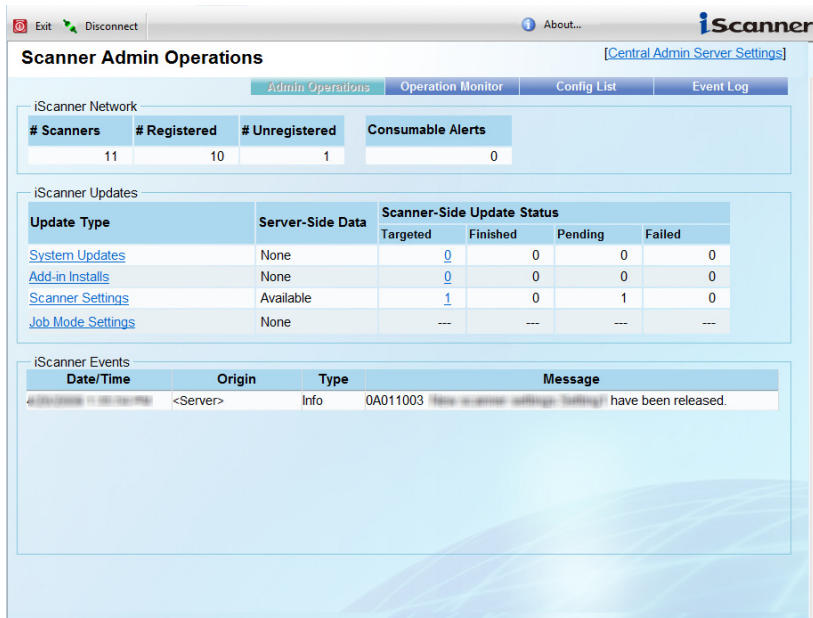 Exit Disconnect About... iScanner
Scanner Admin Operations [Central Admin Server Settings]
Admin Operations Operation Monitor Config List Event Log
iScanner Network
# Scanners # Registered # Unregistered Consumable Alerts
11 10 1 0
iScanner Updates
Update Type Server-Side Data Scanner-Side Update Status
Targeted Finished Pending Failed
System Updates None 0 0 0 0
Add-in Installs None 0 0 0 0
Scanner Settings Available 1 0 1 0
Job Mode Settings None --- --- --- ---
iScanner Events
Date/Time Origin Type Message
<Server> Info 0A011003 have been released.